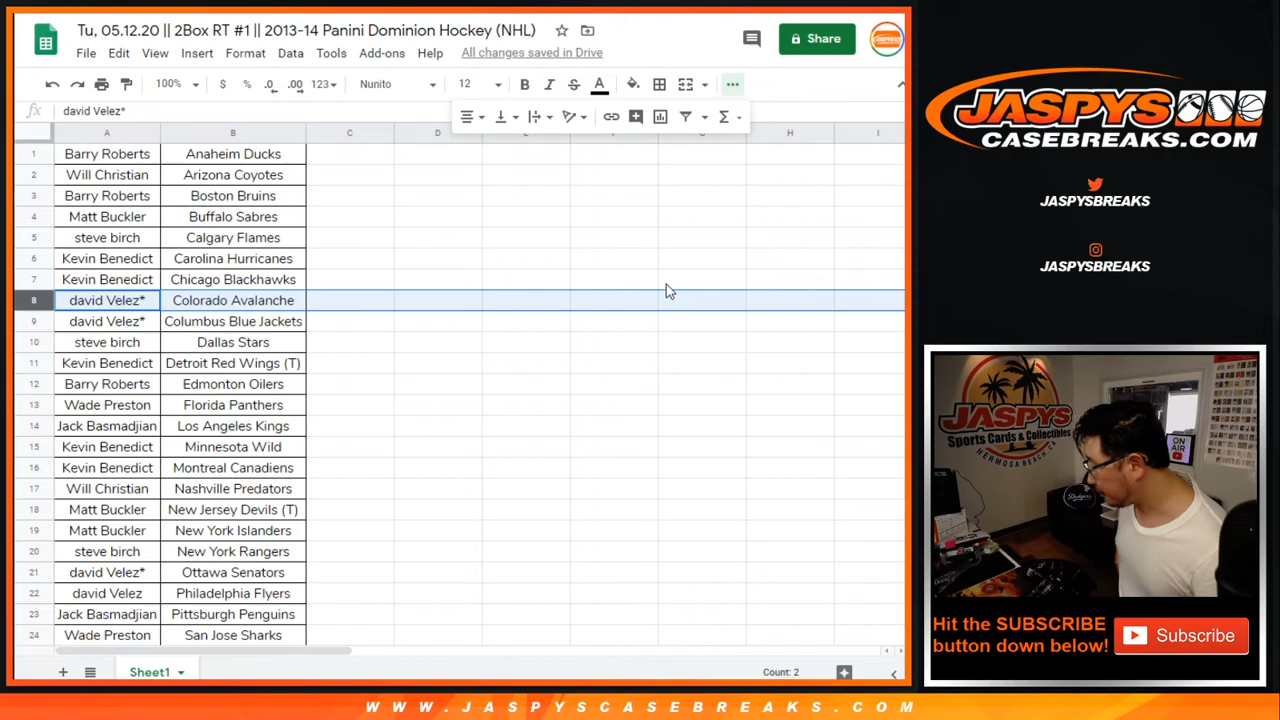 Tu, 05.12.20 || 2Box RT #1 || 2013-14 Panini Dominion Hockey (NHL)
File Edit View Insert Format Data Tools Add-ons Help All changes saved in Drive
Share
100% $ % .0 .00 123 Nunito 12 B I S A
fx david Velez*
A B C D H I
1 Barry Roberts Anaheim Ducks
2 Will Christian Arizona Coyotes
3 Barry Roberts Boston Bruins
4 Matt Buckler Buffalo Sabres
5 steve birch Calgary Flames
6 Kevin Benedict Carolina Hurricanes
7 Kevin Benedict Chicago Blackhawks
8 david Velez* Colorado Avalanche
9 david Velez* Columbus Blue Jackets
10 steve birch Dallas Stars
11 Kevin Benedict Detroit Red Wings (T)
12 Barry Roberts Edmonton Oilers
13 Wade Preston Florida Panthers
14 Jack Basmadjian Los Angeles Kings
15 Kevin Benedict Minnesota Wild
16 Kevin Benedict Montreal Canadiens
17 Will Christian Nashville Predators
18 Matt Buckler New Jersey Devils (T)
19 Matt Buckler New York Islanders
20 steve birch New York Rangers
21 david Velez* Ottawa Senators
22 david Velez Philadelphia Flyers
23 Jack Basmadjian Pittsburgh Penguins
24 Wade Preston San Jose Sharks
Sheet1
Count: 2
JASPYS
CASEBREAKS.COM
JASPYSBREAKS
JASPYSBREAKS
JASPYS
Sports Cards & Collectibles
HERMOSA BEACH, CA
ON
AIR
Dodgers
Hit the SUBSCRIBE
button down below!
Subscribe
WWW.JASPYSCASEBREAKS.COM